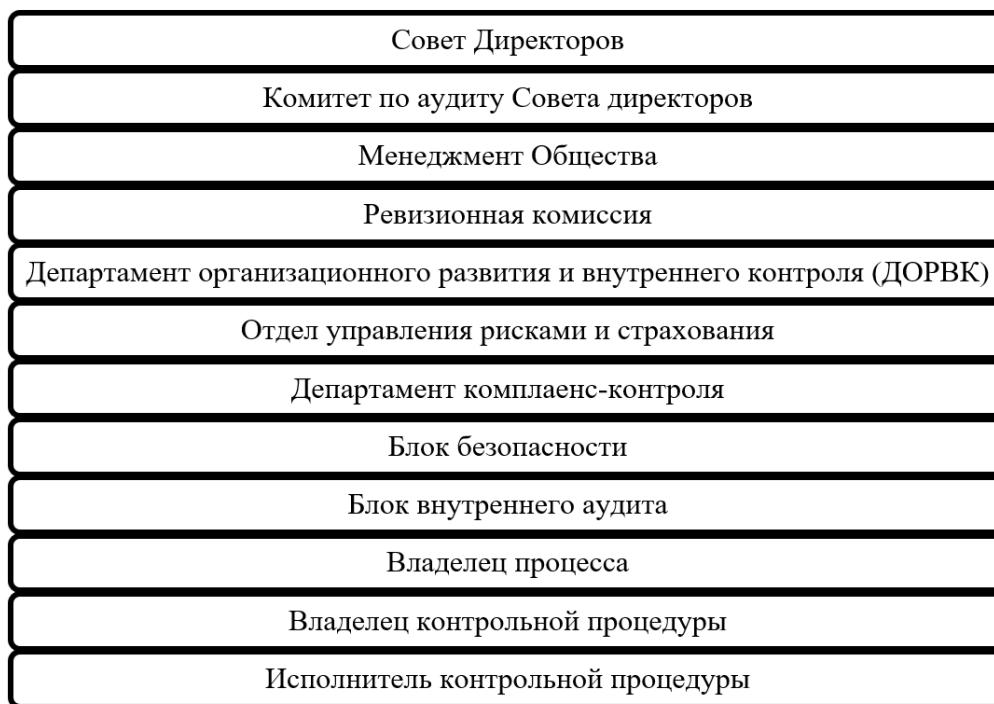 Совет Директоров
Комитет по аудиту Совета директоров
Менеджмент Общества
Ревизионная комиссия
Департамент организационного развития и внутреннего контроля (ДОРВК)
Отдел управления рисками и страхования
Департамент комплаенс-контроля
Блок безопасности
Блок внутреннего аудита
Владелец процесса
Владелец контрольной процедуры
Исполнитель контрольной процедуры